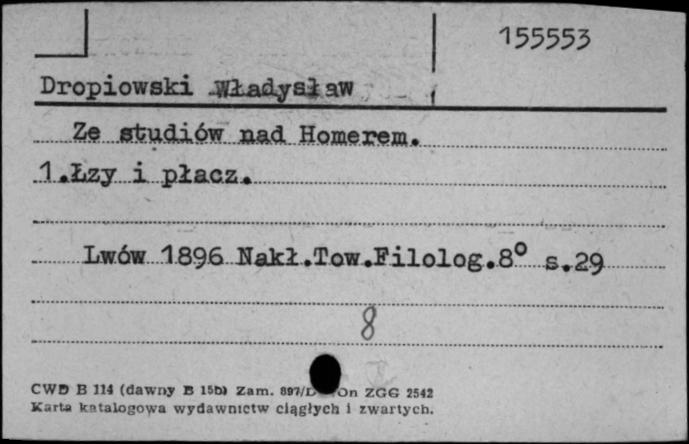 155553
Dropiowski Władysław
Ze studiów nad Homerem.
1.Łzy i płacz.
Lwów 1896 Nakł.Tow.Filolog.8° s.29
8
CWD B 114 (dawny B 15b) Zam. 897/ ZGG 2542
Karta katalogowa wydawnictw ciągłych i zwartych.